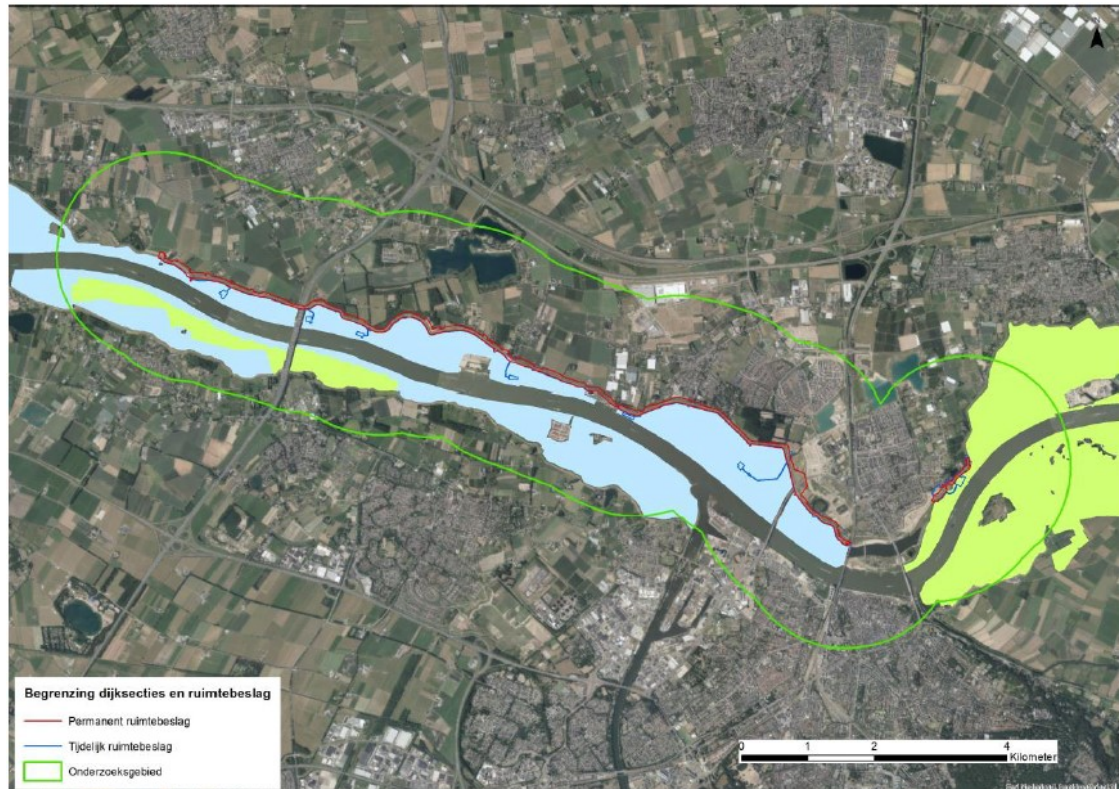 Begrenzing dijksecties en ruimtebeslag
Permanent ruimtebeslag
Tijdelijk ruimtebeslag
Onderzoeksgebied
0 1 2 4
Kilometer